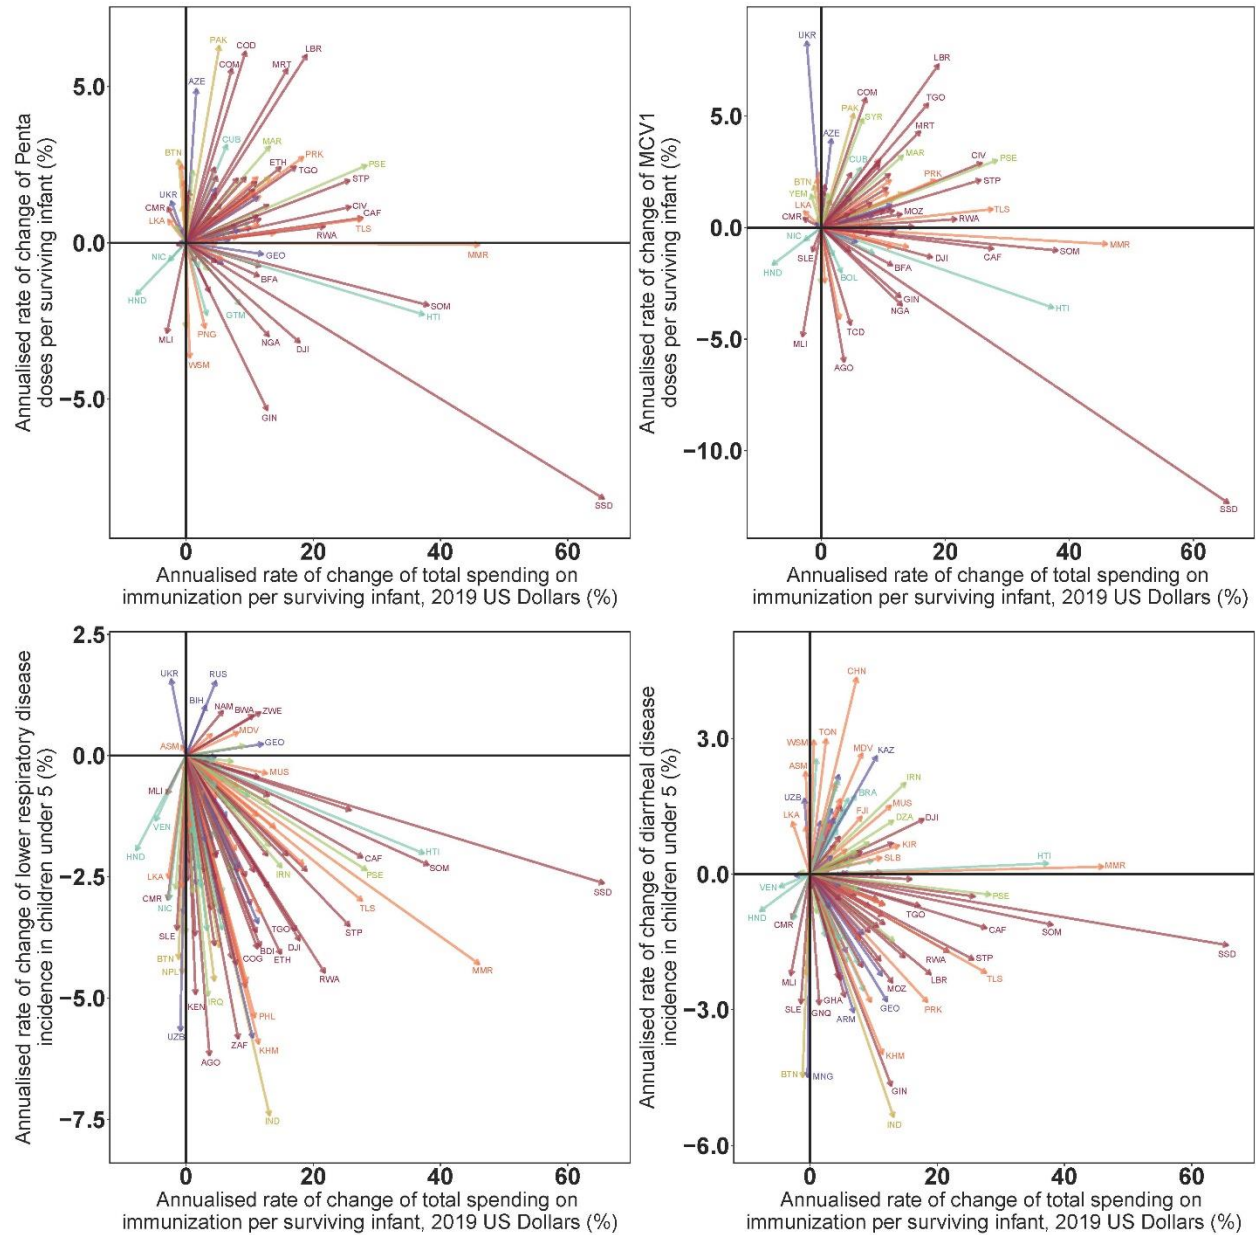 Annualised rate of change of Penta
doses per surviving infant (%)
5.0
0.0
−5.0
PAK
COD
LBR
COM
MRT
AZE
CUB
MAR
BTN
ETH
PRK
TGO
PSE
STP
UKR
CMR
LKA
CIV
CAF
RWA
TLS
NIC
GEO
MMR
BFA
HND
GTM
SOM
HTI
MLI
PNG
NGA
DJI
WSM
GIN
SSD
0
20
40
60
Annualised rate of change of total spending on
immunization per surviving infant, 2019 US Dollars (%)
Annualised rate of change of MCV1
doses per surviving infant (%)
5.0
0.0
−5.0
−10.0
UKR
LBR
COM
TGO
PAK
SYR
MRT
AZE
CUB
MAR
CIV
PSE
BTN
PRK
STP
YEM
LKA
MOZ
TLS
CMR
RWA
NIC
SLE
DJI
CAF
SOM
MMR
HND
BOL
BFA
GIN
NGA
HTI
MLI
TCD
AGO
SSD
0
20
40
60
Annualised rate of change of total spending on
immunization per surviving infant, 2019 US Dollars (%)
Annualised rate of change of lower respiratory disease
incidence in children under 5 (%)
2.5
0.0
−2.5
−5.0
−7.5
UKR
RUS
BIH
NAM
BWA
ZWE
MDV
ASM
GEO
MUS
MLI
VEN
HND
HTI
CAF
SOM
IRN
PSE
LKA
SSD
CMR
NIC
TLS
SLE
TGO
STP
DJI
BDI
BTN
COG
ETH
NPL
RWA
MMR
IRQ
KEN
PHL
UZB
ZAF
KHM
AGO
IND
0
20
40
60
Annualised rate of change of total spending on
immunization per surviving infant, 2019 US Dollars (%)
Annualised rate of change of diarrheal disease
incidence in children under 5 (%)
3.0
0.0
−3.0
−6.0
CHN
WSM
TON
MDV
KAZ
ASM
IRN
UZB
BRA
MUS
LKA
FJI
DZA
DJI
KIR
SLB
HTI
MMR
VEN
PSE
HND
TGO
CMR
CAF
SOM
SSD
RWA
STP
MLI
LBR
TLS
MOZ
SLE
GNQ
GHA
GEO
PRK
ARM
KHM
BTN
MNG
GIN
IND
0
20
40
60
Annualised rate of change of total spending on
immunization per surviving infant, 2019 US Dollars (%)